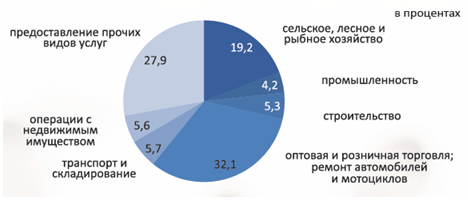 в процентах
сельское, лесное и
рыбное хозяйство
19,2
промышленность
4,2
строительство
5,3
оптовая и розничная торговля;
ремонт автомобилей
и мотоциклов
32,1
транспорт и
складирование
5,7
операции с
недвижимым
имуществом
5,6
предоставление прочих
видов услуг
27,9